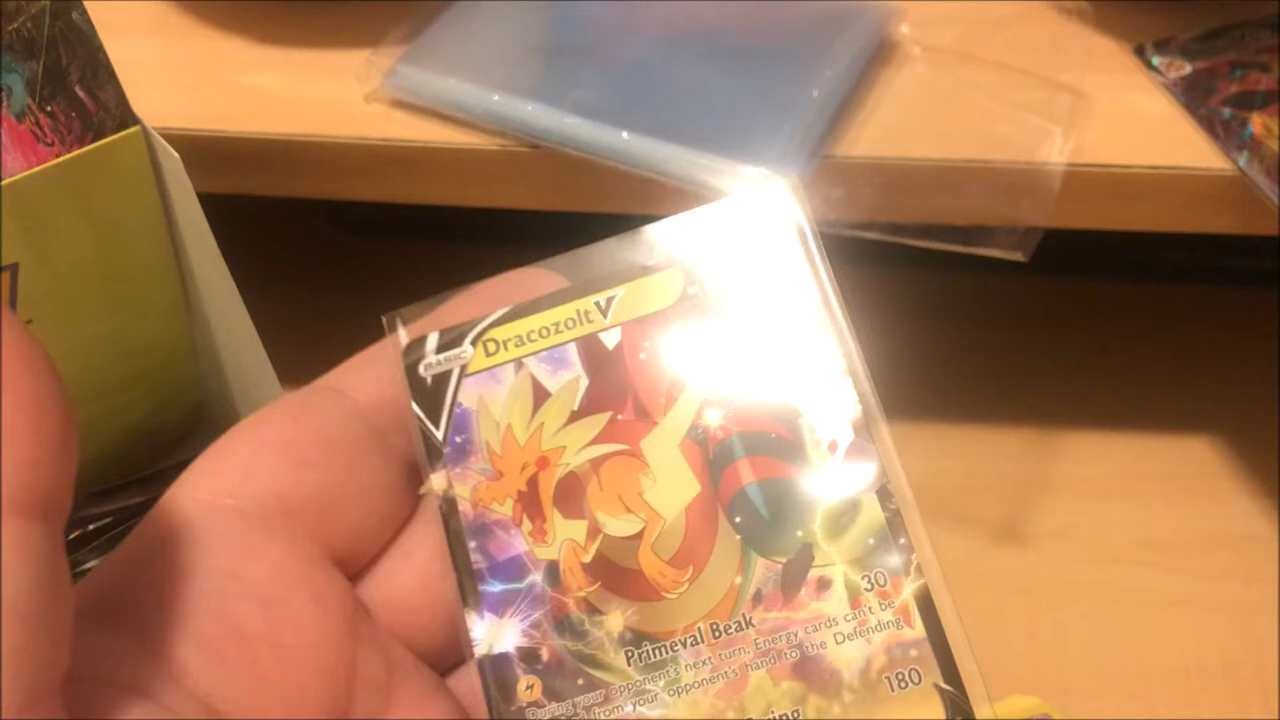 BASIC
Dracozolt V
Primeval Beak 30
During your opponent's next turn, Energy cards can't be
from your opponent's hand to the Defending
180